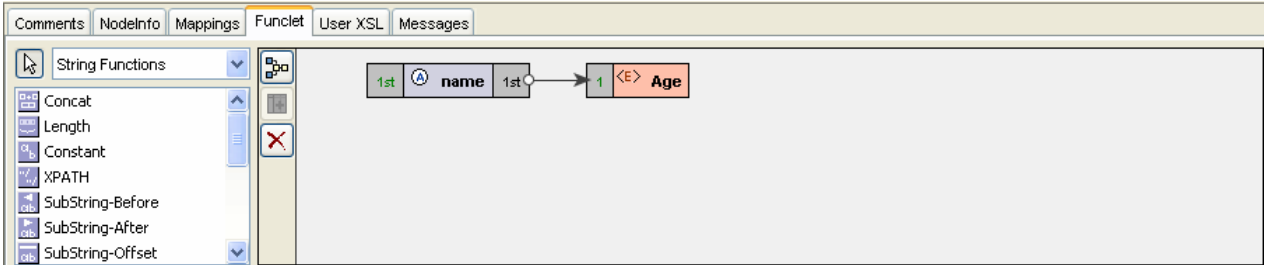 Comments NodeInfo Mappings Funclet User XSL Messages
String Functions
1st A name 1st 1 <E> Age
Concat
Length
Constant
XPATH
SubString-Before
SubString-After
SubString-Offset